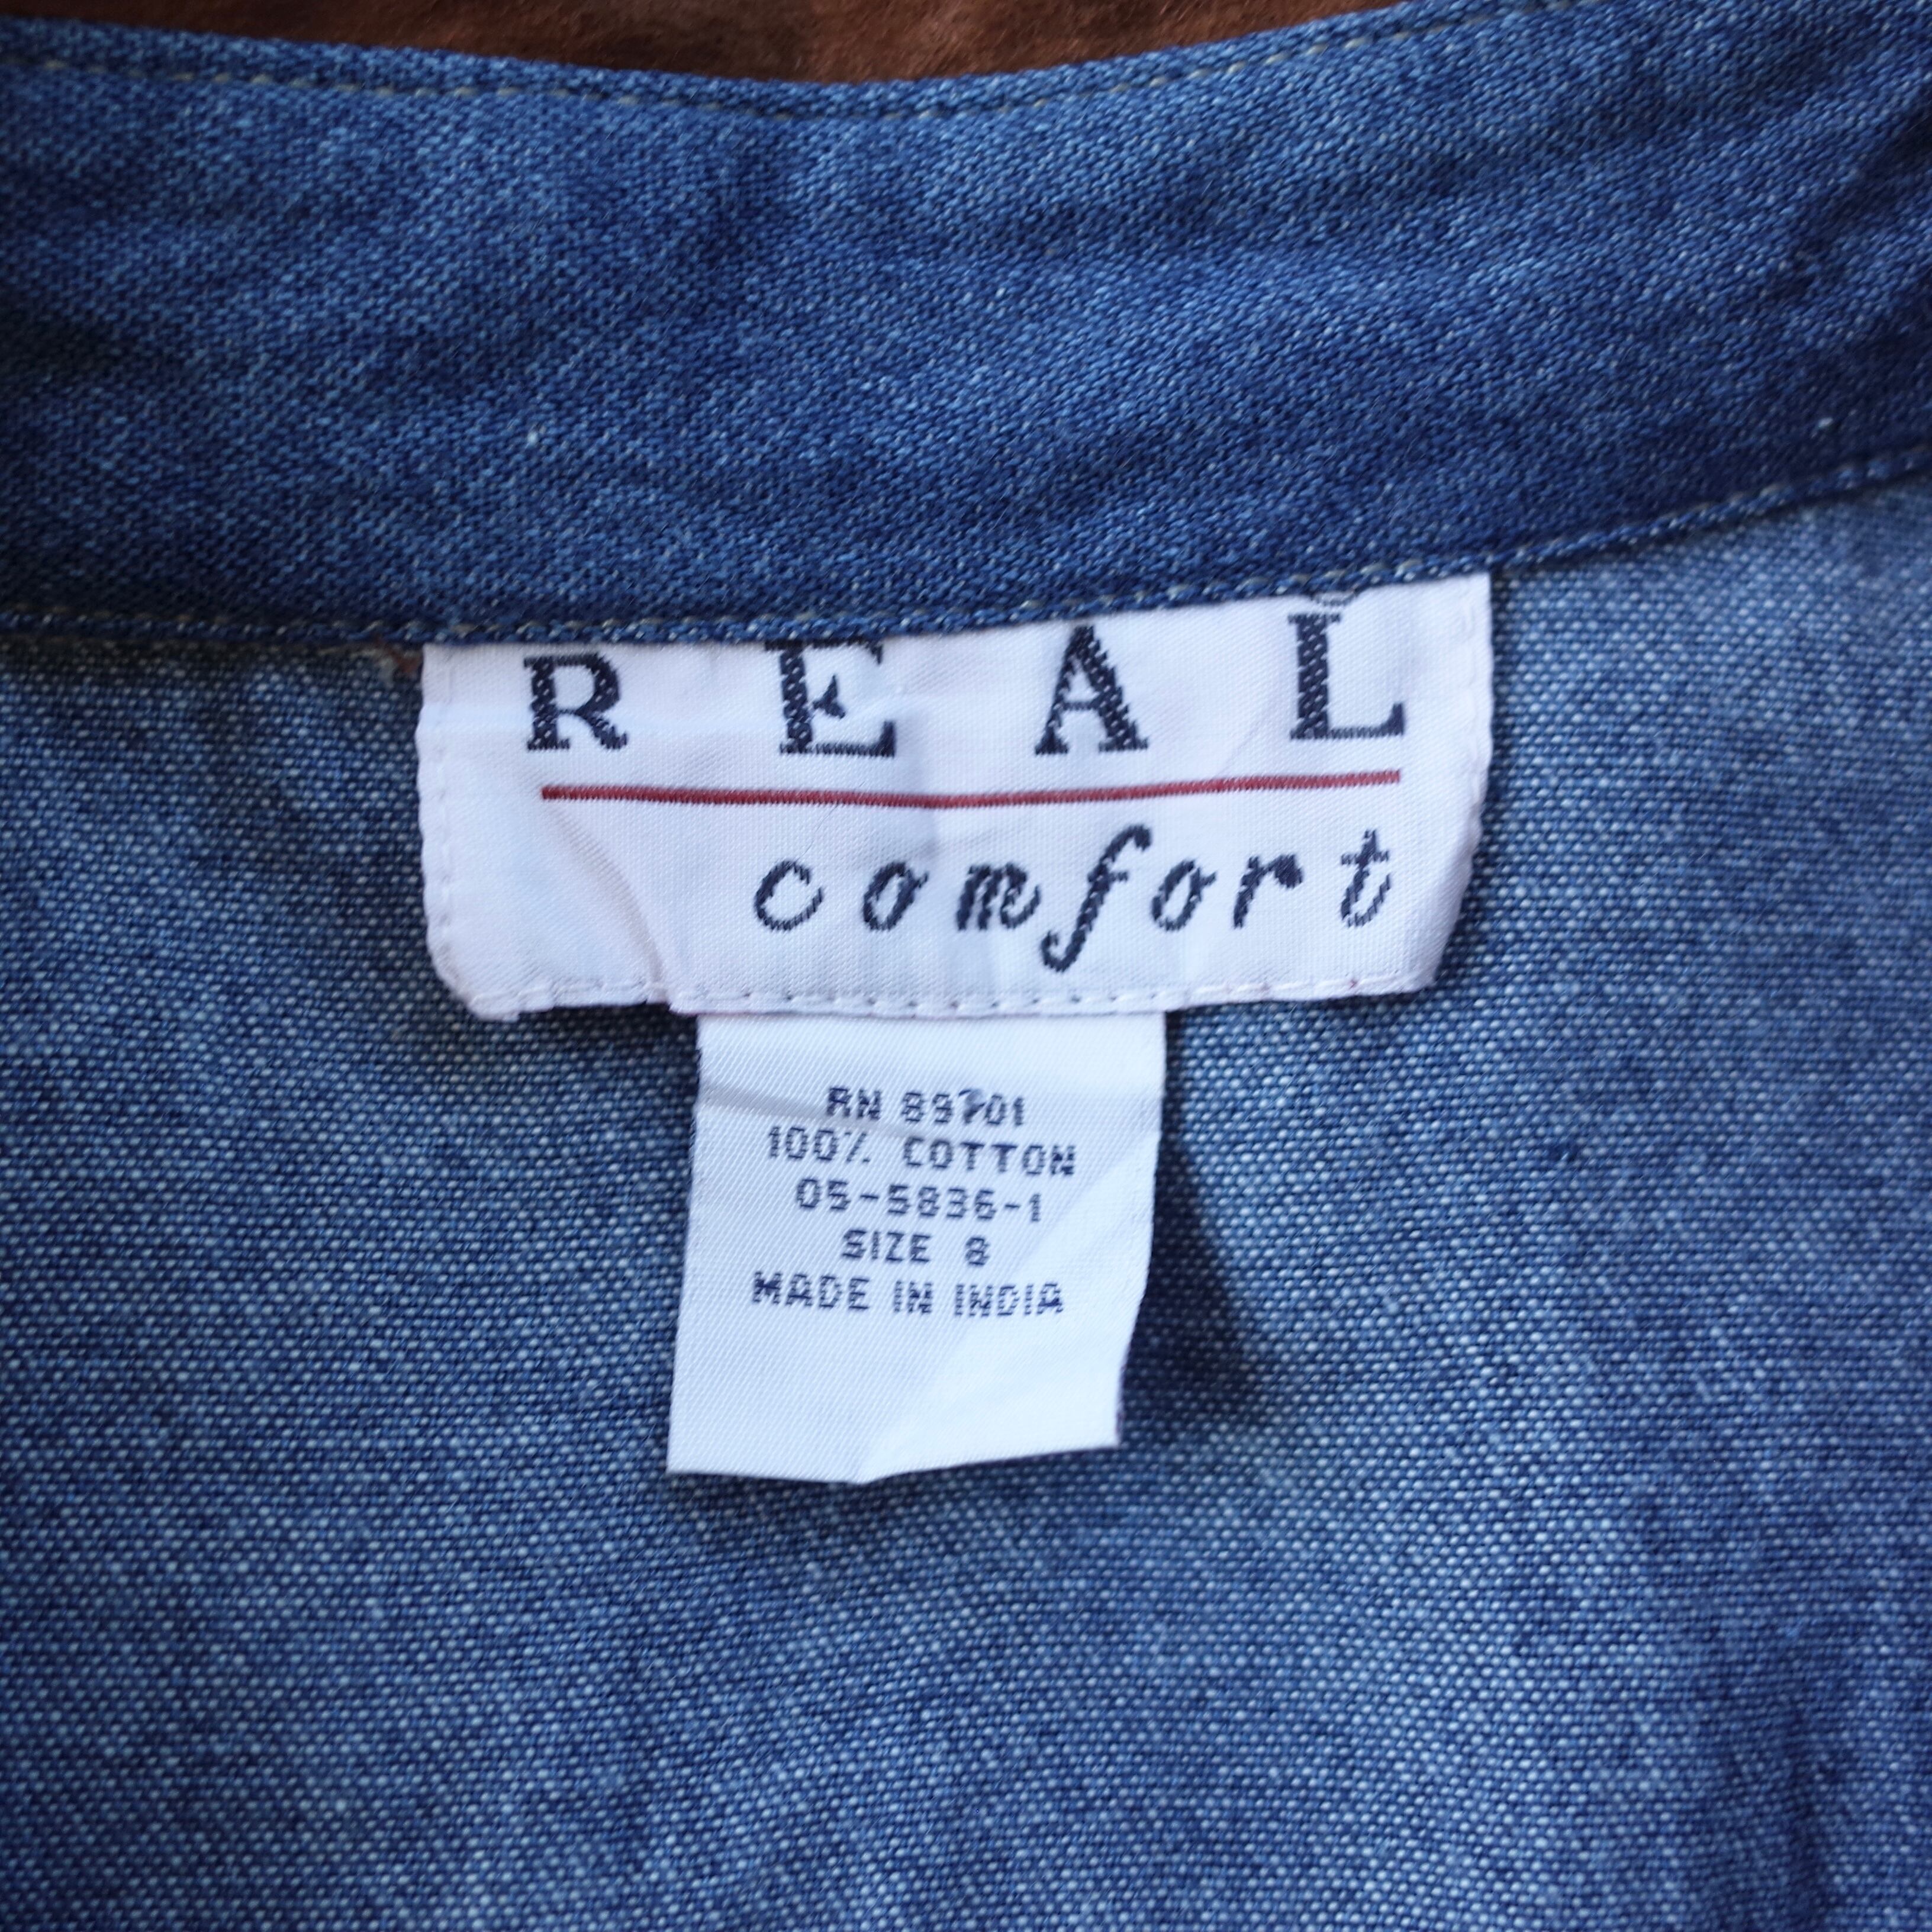 REAL
comfort
RN 89701
100% COTTON
05-5836-1
SIZE 8
MADE IN INDIA